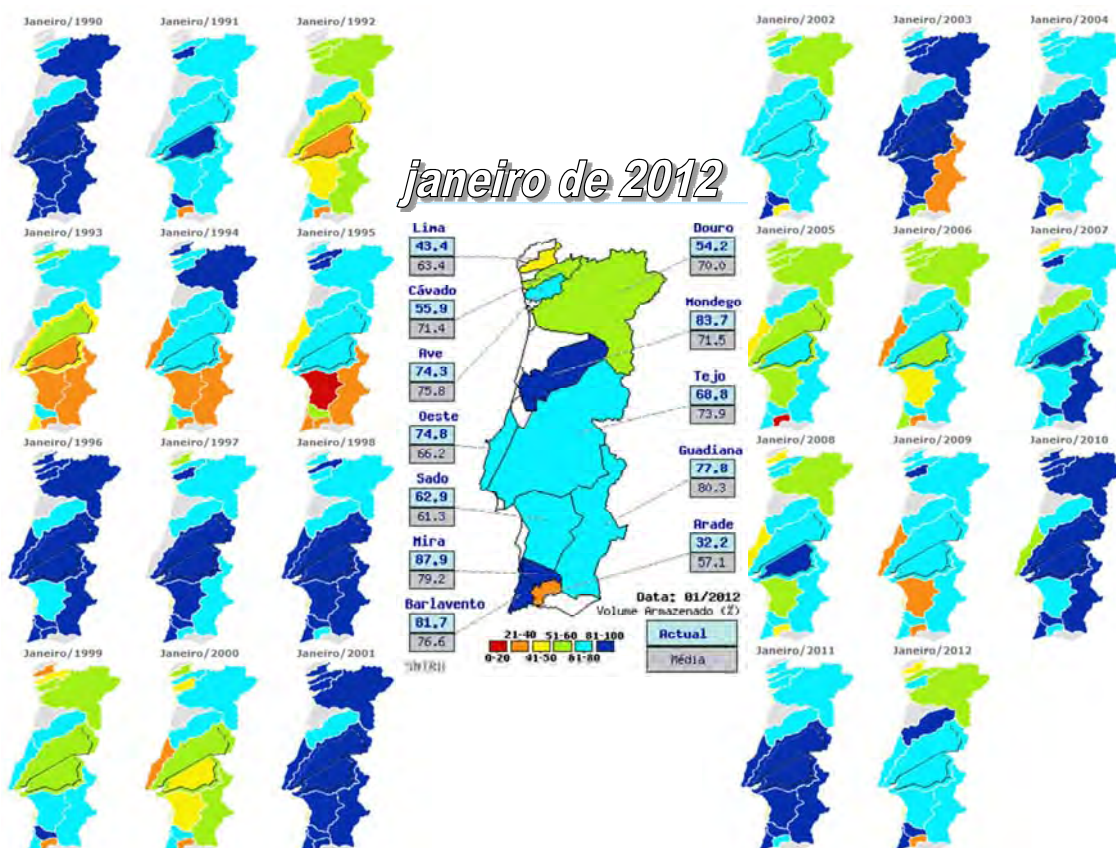 Janeiro/1990
Janeiro/1991
Janeiro/1992
Janeiro/2002
Janeiro/2003
Janeiro/2004
janeiro de 2012
Janeiro/1993
Janeiro/1994
Janeiro/1995
Janeiro/2005
Janeiro/2006
Janeiro/2007
Janeiro/1996
Janeiro/1997
Janeiro/1998
Janeiro/2008
Janeiro/2009
Janeiro/2010
Janeiro/1999
Janeiro/2000
Janeiro/2001
Janeiro/2011
Janeiro/2012
Lima
43.4
63.4
Cávado
55.9
71.4
Ave
74.3
75.8
Oeste
74.8
66.2
Sado
62.9
61.3
Mira
87.9
79.2
Barlavento
81.7
76.6
Douro
54.2
70.0
Mondego
83.7
71.5
Tejo
68.8
73.9
Guadiana
77.8
80.3
Arade
32.2
57.1
Data: 01/2012
Volume Armazenado (%)
21-40 51-60 81-100
0-20 41-50 61-80
Actual
Média